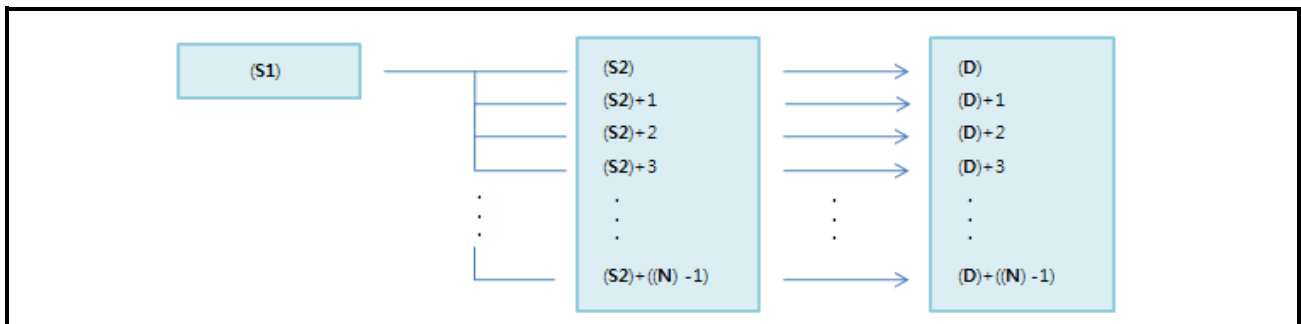 (S1)
(S2)
(S2)+1
(S2)+2
(S2)+3
.
.
.
(S2)+((N) -1)
(D)
(D)+1
(D)+2
(D)+3
.
.
.
(D)+((N) -1)